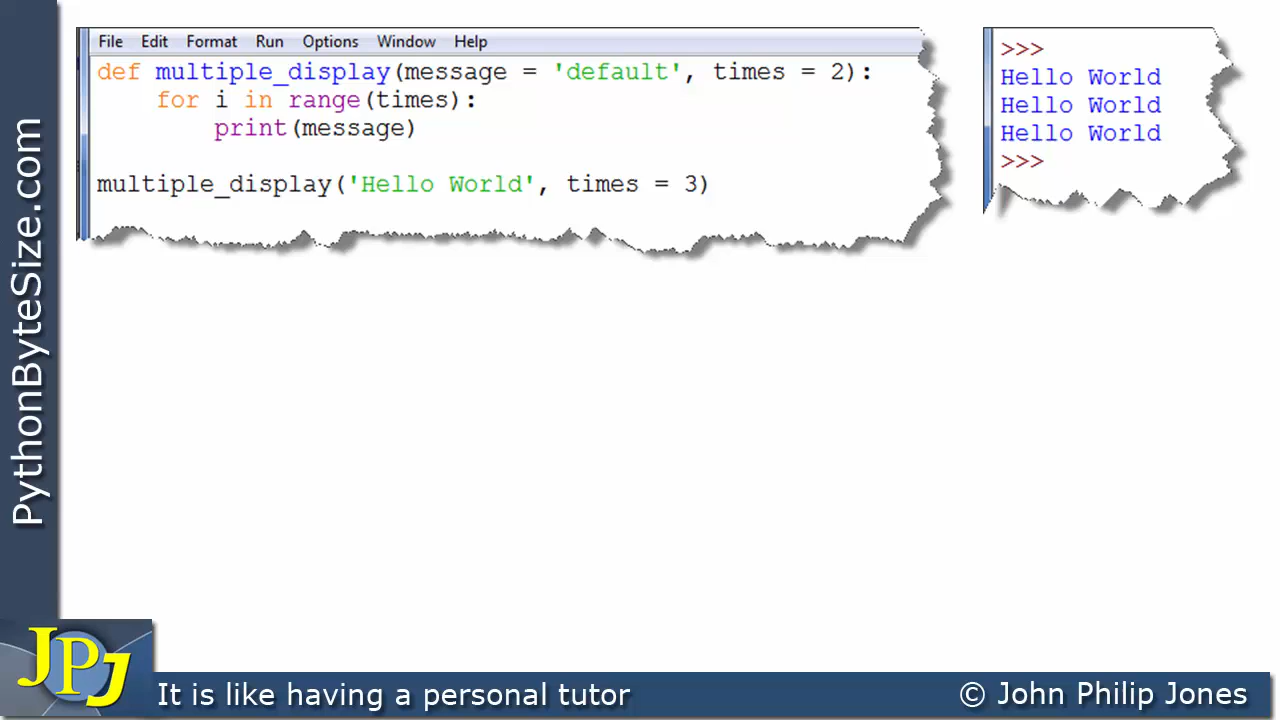 File Edit Format Run Options Window Help
def multiple_display(message = 'default', times = 2):
    for i in range(times):
        print(message)
multiple_display('Hello World', times = 3)
>>>
Hello World
Hello World
Hello World
>>>
PythonByteSize.com
JPJ
It is like having a personal tutor
© John Philip Jones